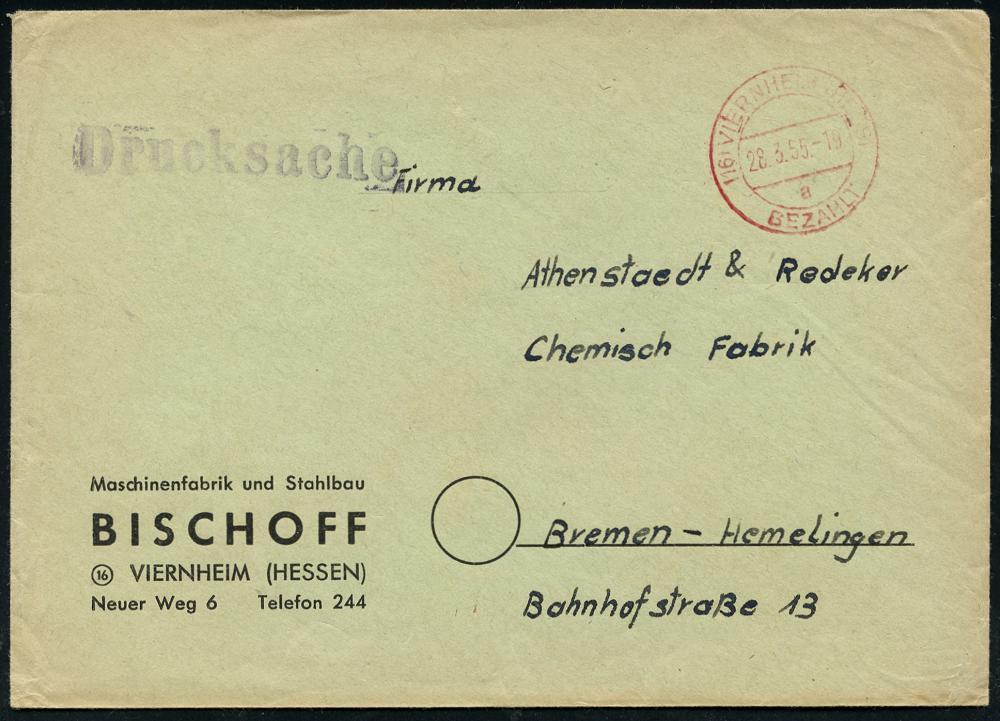 Drucksache
Firma
(16) VIERNHEIM
28.3.55.-19
a
BEZAHLT
Athenstaedt & Redeker
Chemisch Fabrik
Maschinenfabrik und Stahlbau
BISCHOFF
16 VIERNHEIM (HESSEN)
Neuer Weg 6 Telefon 244
Bremen - Hemelingen
Bahnhofstraße 13